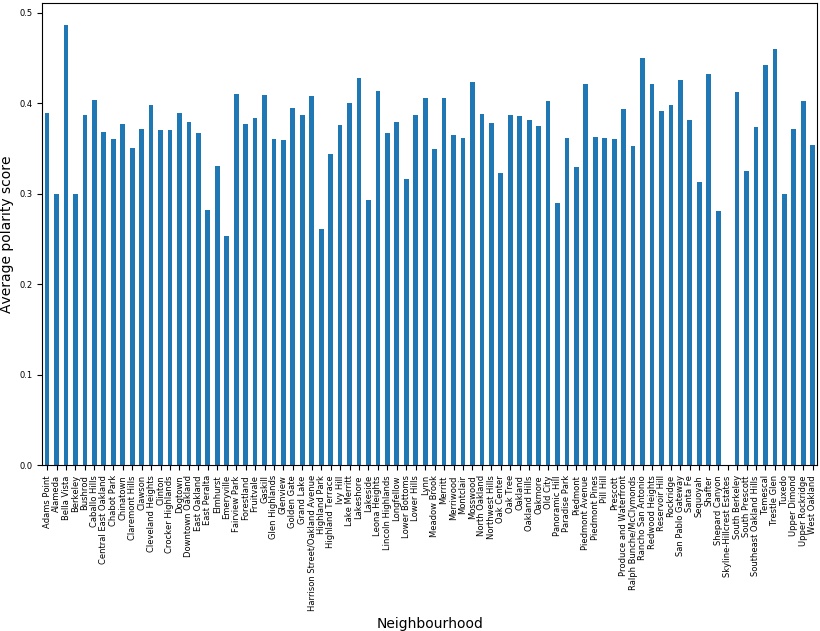 Average polarity score
0.5
0.4
0.3
0.2
0.1
0.0
Adams Point
Alameda
Bella Vista
Berkeley
Bushrod
Caballo Hills
Central East Oakland
Chabot Park
Chinatown
Claremont Hills
Clawson
Cleveland Heights
Clinton
Crocker Highlands
Dogtown
Downtown Oakland
East Oakland
East Peralta
Elmhurst
Emeryville
Fairview Park
Forestland
Fruitvale
Gaskill
Glen Highlands
Glenview
Golden Gate
Grand Lake
Harrison Street/Oakland Avenue
Highland Park
Highland Terrace
Ivy Hill
Lake Merritt
Lakeshore
Lakeside
Leona Heights
Lincoln Highlands
Longfellow
Lower Bottoms
Lower Hills
Lynn
Meadow Brook
Merritt
Merriwood
Montclair
Mosswood
North Oakland
Northwest Hills
Oak Center
Oak Tree
Oakland
Oakland Hills
Oakmore
Old City
Panoramic Hill
Paradise Park
Piedmont
Piedmont Avenue
Piedmont Pines
Pill Hill
Prescott
Produce and Waterfront
Ralph Bunche/McClymonds
Rancho San Antonio
Redwood Heights
Reservoir Hill
Rockridge
San Pablo Gateway
Santa Fe
Sequoyah
Shafter
Shepard Canyon
Skyline-Hillcrest Estates
South Berkeley
South Prescott
Southeast Oakland Hills
Temescal
Trestle Glen
Tuxedo
Upper Dimond
Upper Rockridge
West Oakland
Neighbourhood